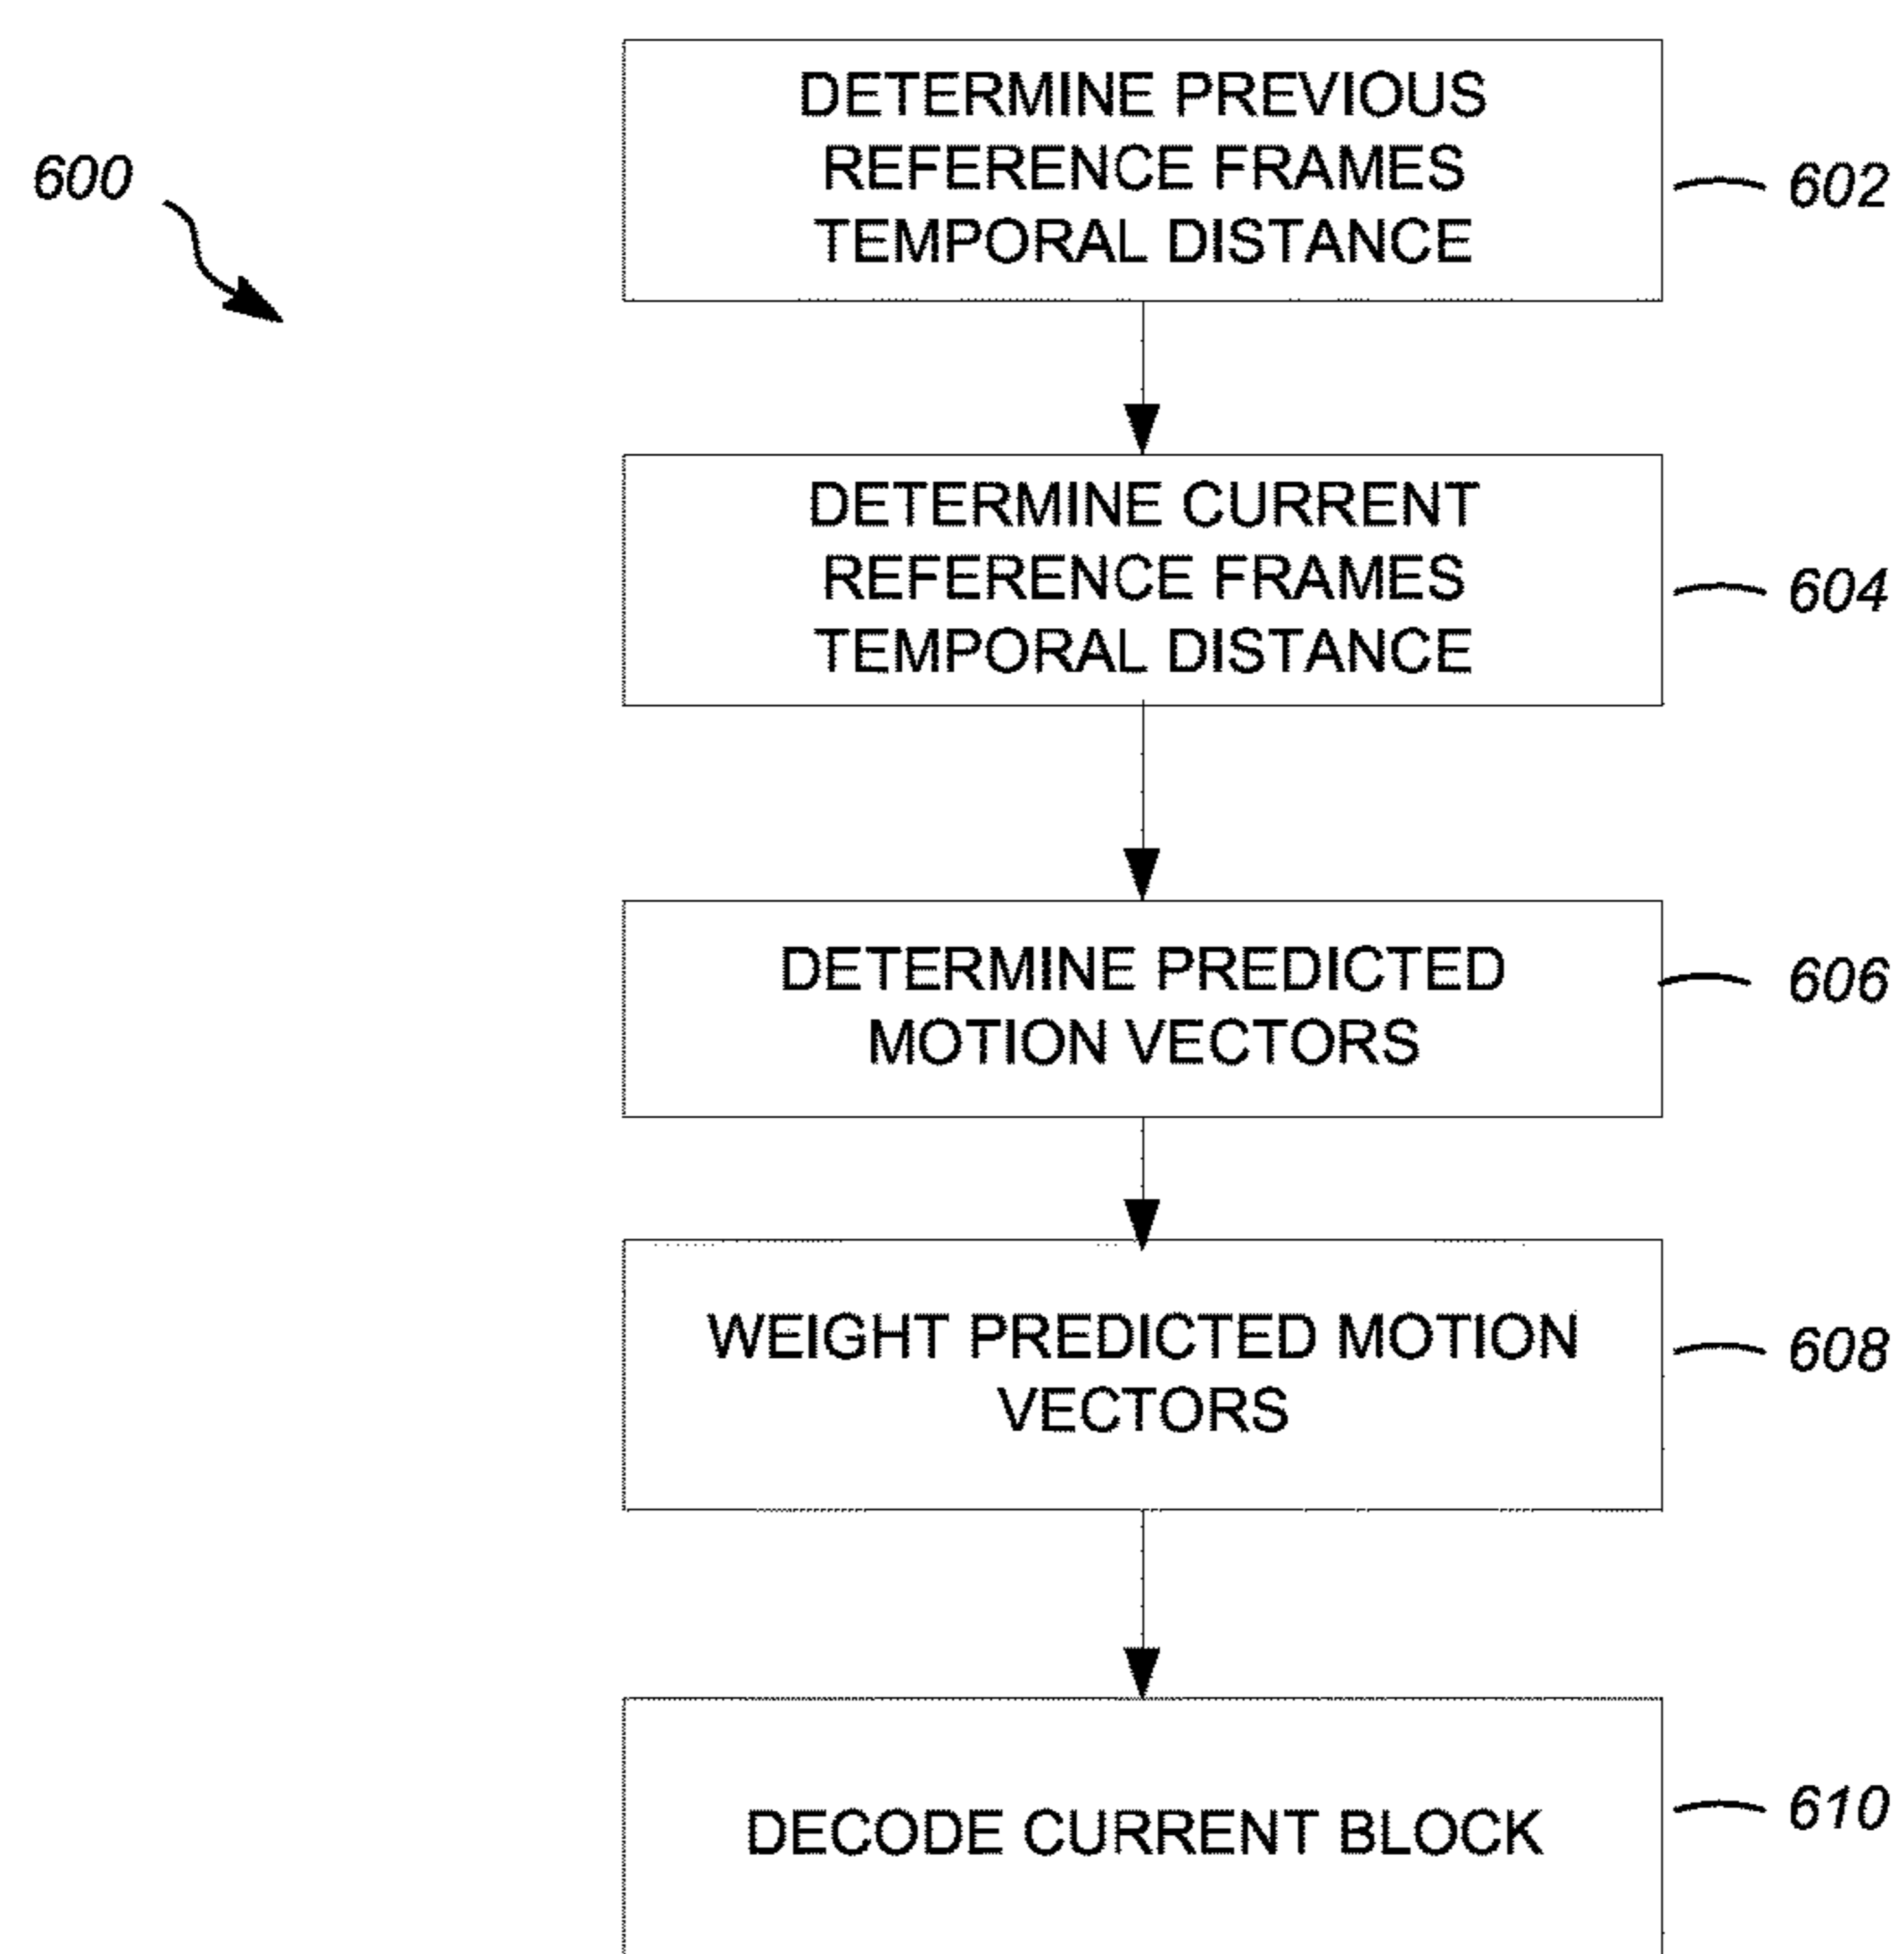 600
DETERMINE PREVIOUS
REFERENCE FRAMES
TEMPORAL DISTANCE
602
DETERMINE CURRENT
REFERENCE FRAMES
TEMPORAL DISTANCE
604
DETERMINE PREDICTED
MOTION VECTORS
606
WEIGHT PREDICTED MOTION
VECTORS
608
DECODE CURRENT BLOCK
610